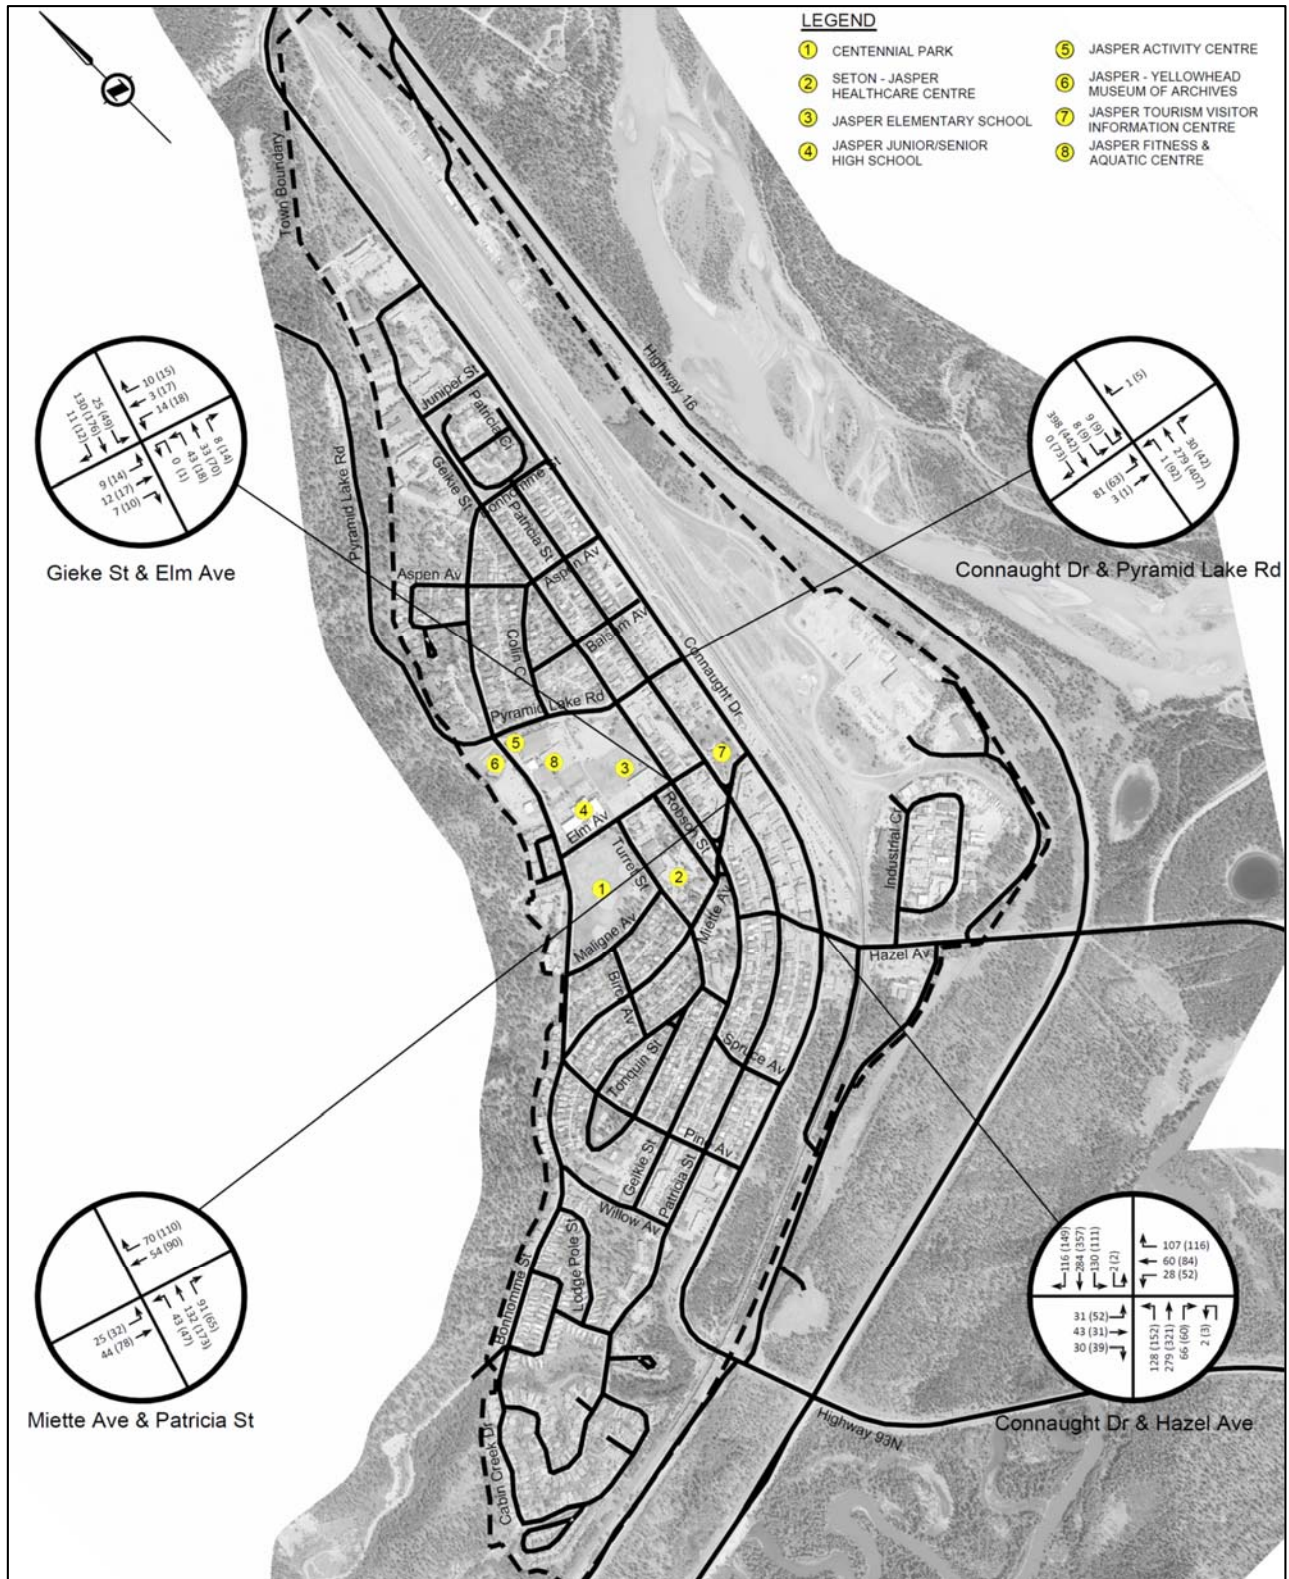 LEGEND
1 CENTENNIAL PARK
2 SETON - JASPER
HEALTHCARE CENTRE
3 JASPER ELEMENTARY SCHOOL
4 JASPER JUNIOR/SENIOR
HIGH SCHOOL
5 JASPER ACTIVITY CENTRE
6 JASPER - YELLOWHEAD
MUSEUM OF ARCHIVES
7 JASPER TOURISM VISITOR
INFORMATION CENTRE
8 JASPER FITNESS &
AQUATIC CENTRE
Town Boundary
Highway 16
Juniper St
Patricia Cr
Geikie St
Bonhomme St
Patricia St
Pyramid Lake Rd
Aspen Av
Aspen Av
Colin Cr
Balsam Av
Connaught Dr
Pyramid Lake Rd
5
6
8
3
7
4
Elm Av
Robson St
Turret St
2
1
Miette Av
Maligne Av
Industrial Cr
Hazel Av
Birch Av
Spruce Av
Tonquin St
Pine Av
Geikie St
Patricia St
Willow Av
Lodge Pole St
Bonhomme St
Cabin Creek Dr
Highway 93N
10 (15)
3 (17)
14 (18)
25 (49)
130 (176)
11 (12)
8 (14)
33 (70)
43 (18)
0 (1)
9 (14)
12 (17)
7 (10)
Gieke St & Elm Ave
1 (5)
9 (9)
8 (9)
398 (442)
0 (73)
30 (42)
279 (407)
1 (92)
81 (63)
3 (1)
Connaught Dr & Pyramid Lake Rd
70 (110)
54 (90)
91 (65)
132 (173)
43 (47)
25 (32)
44 (78)
Miette Ave & Patricia St
116 (149)
284 (357)
130 (111)
2 (2)
107 (116)
60 (84)
28 (52)
31 (52)
43 (31)
30 (39)
128 (152)
279 (321)
66 (60)
2 (3)
Connaught Dr & Hazel Ave